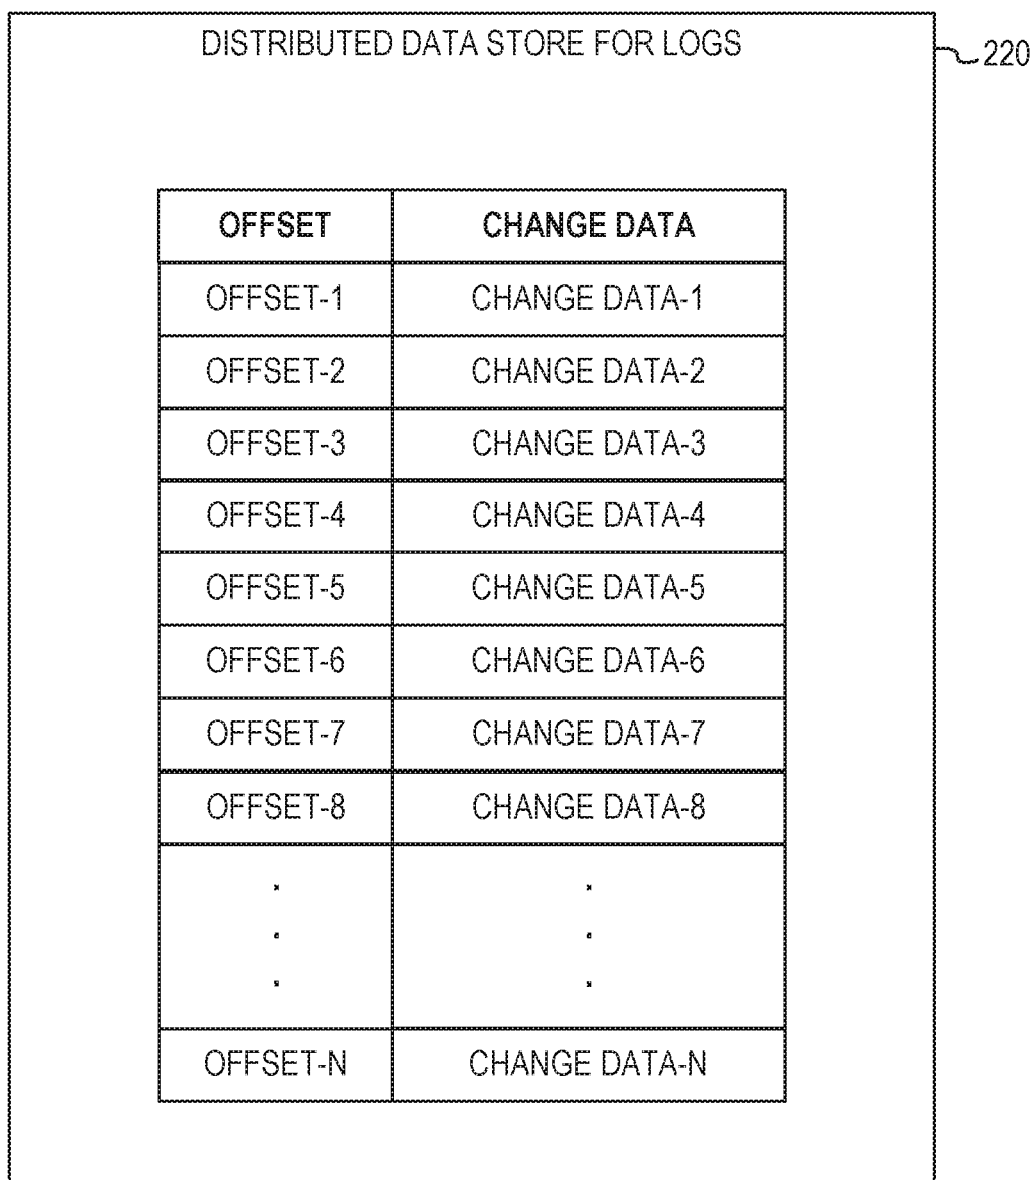 DISTRIBUTED DATA STORE FOR LOGS
220
OFFSET CHANGE DATA
OFFSET-1 CHANGE DATA-1
OFFSET-2 CHANGE DATA-2
OFFSET-3 CHANGE DATA-3
OFFSET-4 CHANGE DATA-4
OFFSET-5 CHANGE DATA-5
OFFSET-6 CHANGE DATA-6
OFFSET-7 CHANGE DATA-7
OFFSET-8 CHANGE DATA-8
. .
. .
. .
OFFSET-N CHANGE DATA-N